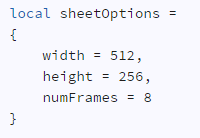 local sheetOptions =
{
    width = 512,
    height = 256,
    numFrames = 8
}